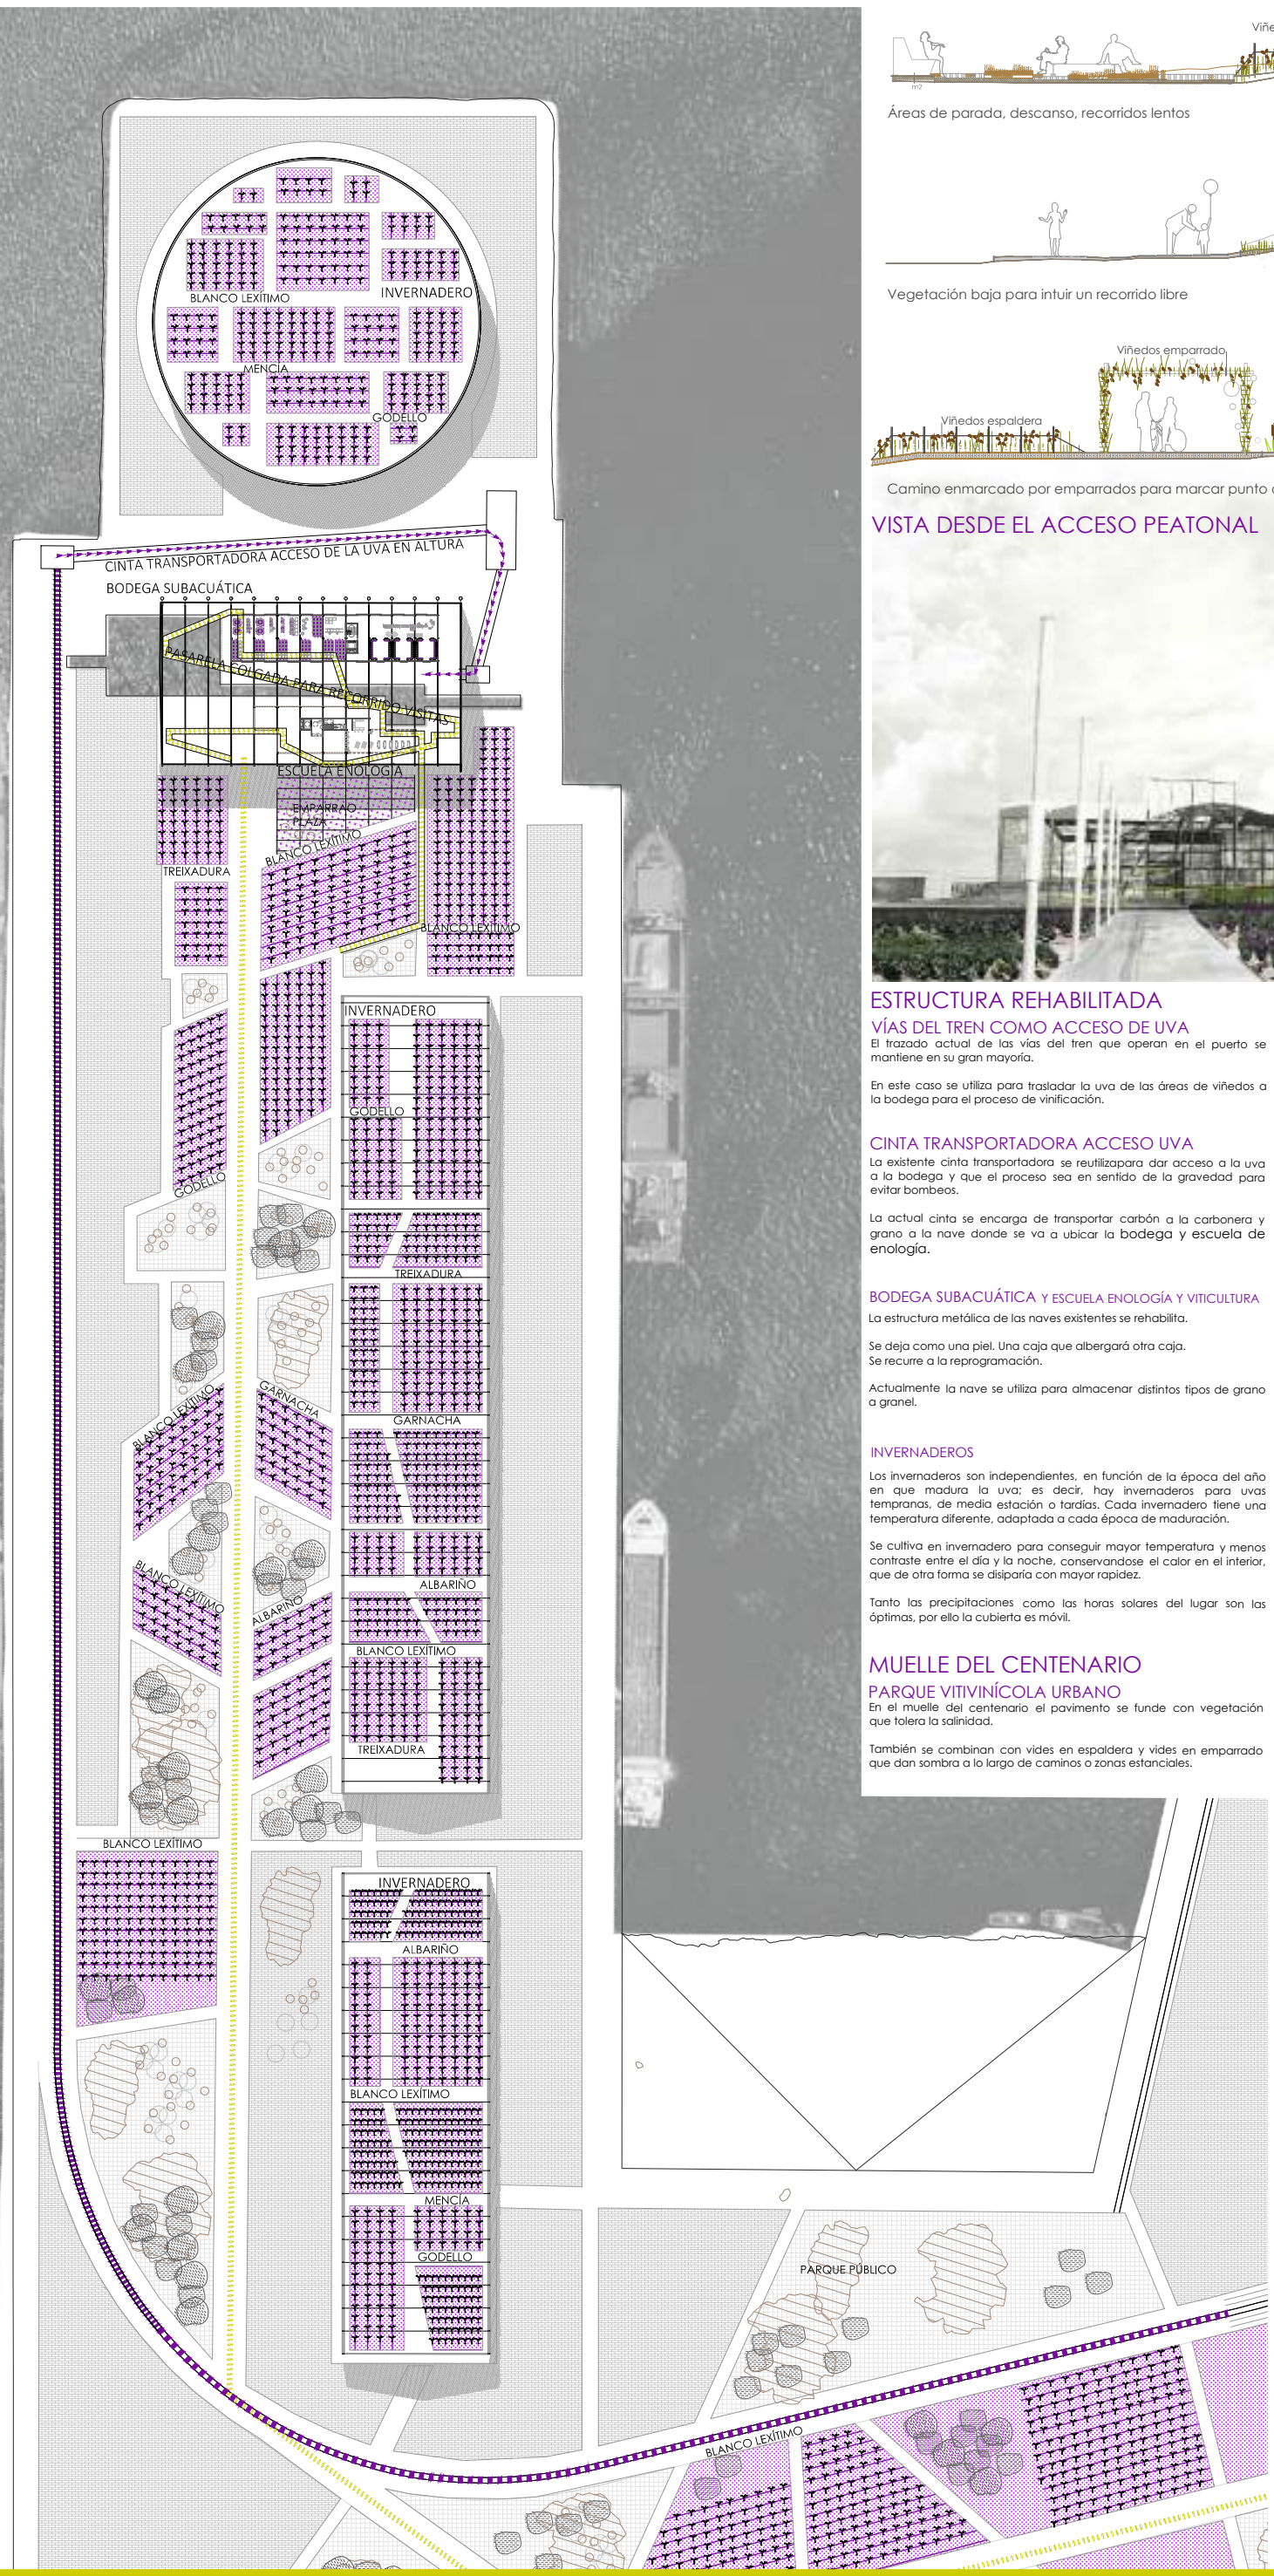 BLANCO LEXÍTIMO
INVERNADERO
MENCÍA
GODELLO
CINTA TRANSPORTADORA ACCESO DE LA UVA EN ALTURA
BODEGA SUBACUÁTICA
PASARELA COLGADA PARA RECORRIDO VISITAS
ESCUELA ENOLOGÍA
EMPARRAO
PLAZA
BLANCO LEXÍTIMO
TREIXADURA
BLANCO LEXÍTIMO
INVERNADERO
GODELLO
GODELLO
TREIXADURA
BLANCO LEXÍTIMO
GARNACHA
GARNACHA
BLANCO LEXÍTIMO
ALBARIÑO
ALBARIÑO
BLANCO LEXÍTIMO
TREIXADURA
BLANCO LEXÍTIMO
INVERNADERO
ALBARIÑO
BLANCO LEXÍTIMO
MENCÍA
GODELLO
PARQUE PÚBLICO
BLANCO LEXÍTIMO
Viñe
m2
Áreas de parada, descanso, recorridos lentos
Vegetación baja para intuir un recorrido libre
Viñedos emparrado
Viñedos espaldera
Camino enmarcado por emparrados para marcar punto
VISTA DESDE EL ACCESO PEATONAL
ESTRUCTURA REHABILITADA
VÍAS DEL TREN COMO ACCESO DE UVA
El trazado actual de las vías del tren que operan en el puerto se
mantiene en su gran mayoría.
En este caso se utiliza para trasladar la uva de las áreas de viñedos a
la bodega para el proceso de vinificación.
CINTA TRANSPORTADORA ACCESO UVA
La existente cinta transportadora se reutilizapara dar acceso a la uva
a la bodega y que el proceso sea en sentido de la gravedad para
evitar bombeos.
La actual cinta se encarga de transportar carbón a la carbonera y
grano a la nave donde se va a ubicar la bodega y escuela de
enología.
BODEGA SUBACUÁTICA Y ESCUELA ENOLOGÍA Y VITICULTURA
La estructura metálica de las naves existentes se rehabilita.
Se deja como una piel. Una caja que albergará otra caja.
Se recurre a la reprogramación.
Actualmente la nave se utiliza para almacenar distintos tipos de grano
a granel.
INVERNADEROS
Los invernaderos son independientes, en función de la época del año
en que madura la uva; es decir, hay invernaderos para uvas
tempranas, de media estación o tardías. Cada invernadero tiene una
temperatura diferente, adaptada a cada época de maduración.
Se cultiva en invernadero para conseguir mayor temperatura y menos
contraste entre el día y la noche, conservandose el calor en el interior,
que de otra forma se disiparía con mayor rapidez.
Tanto las precipitaciones como las horas solares del lugar son las
óptimas, por ello la cubierta es móvil.
MUELLE DEL CENTENARIO
PARQUE VITIVINÍCOLA URBANO
En el muelle del centenario el pavimento se funde con vegetación
que tolera la salinidad.
También se combinan con vides en espaldera y vides en emparrado
que dan sombra a lo largo de caminos o zonas estanciales.